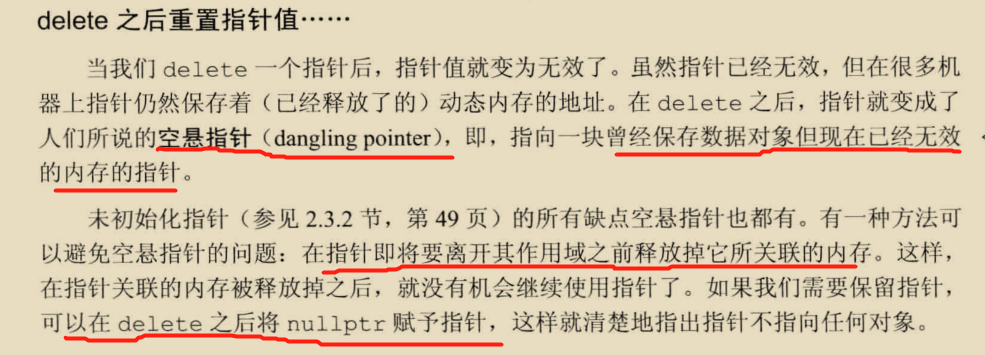 delete 之后重置指针值……
当我们 delete 一个指针后，指针值就变为无效了。虽然指针已经无效，但在很多机
器上指针仍然保存着（已经释放了的）动态内存的地址。在 delete 之后，指针就变成了
人们所说的空悬指针（dangling pointer），即，指向一块曾经保存数据对象但现在已经无效
的内存的指针。
未初始化指针（参见 2.3.2 节，第 49 页）的所有缺点空悬指针也都有。有一种方法可
以避免空悬指针的问题：在指针即将要离开其作用域之前释放掉它所关联的内存。这样，
在指针关联的内存被释放掉之后，就没有机会继续使用指针了。如果我们需要保留指针，
可以在 delete 之后将 nullptr 赋予指针，这样就清楚地指出指针不指向任何对象。